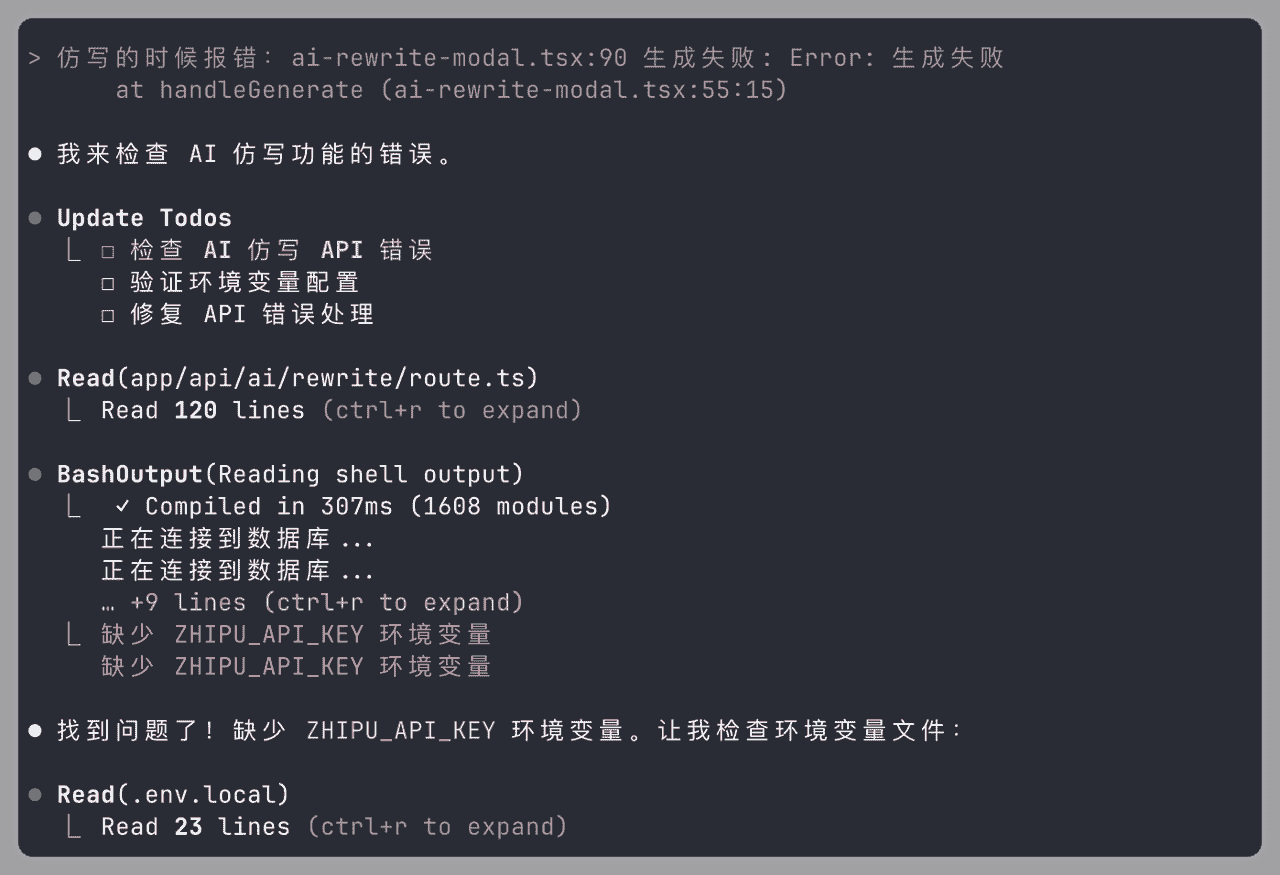 > 仿写的时候报错：ai-rewrite-modal.tsx:90 生成失败: Error: 生成失败
at handleGenerate (ai-rewrite-modal.tsx:55:15)
● 我来检查 AI 仿写功能的错误。
● Update Todos
⎿ ☐ 检查 AI 仿写 API 错误
☐ 验证环境变量配置
☐ 修复 API 错误处理
● Read(app/api/ai/rewrite/route.ts)
⎿ Read 120 lines (ctrl+r to expand)
● BashOutput(Reading shell output)
⎿ ✓ Compiled in 307ms (1608 modules)
正在连接到数据库...
正在连接到数据库...
… +9 lines (ctrl+r to expand)
⎿ 缺少 ZHIPU_API_KEY 环境变量
缺少 ZHIPU_API_KEY 环境变量
● 找到问题了！缺少 ZHIPU_API_KEY 环境变量。让我检查环境变量文件：
● Read(.env.local)
⎿ Read 23 lines (ctrl+r to expand)